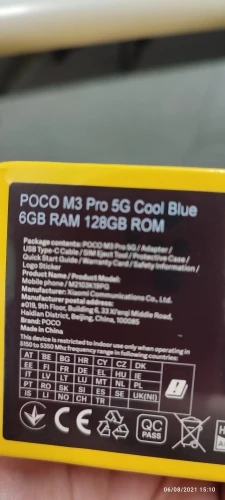 POCO M3 Pro 5G Cool Blue
6GB RAM 128GB ROM
Package contents: POCO M3 Pro 5G / Adapter /
USB Type-C Cable / SIM Eject Tool / Protective Case /
Quick Start Guide / Warranty Card / Safety Information /
Logo Sticker
Product Name / Product Model:
Mobile phone / M2103K19PG
Manufacturer: Xiaomi Communications Co., Ltd.
#019, 9th Floor, Building 6, 33 Xi'erqi Middle Road,
Haidian District, Beijing, China, 100085
Brand: POCO
Made in China
This device is restricted to indoor use only when operating in
5150 to 5350 Mhz frequency range in following countries:
AT BE BG HR CY CZ DK
EE FI FR DE EL HU IE
IT LV LT LU MT NL PL
PT RO SK SI ES SE UK(NI)
IS LI NO CH TR
CE
QC
PASS
06/08/2021 15:10